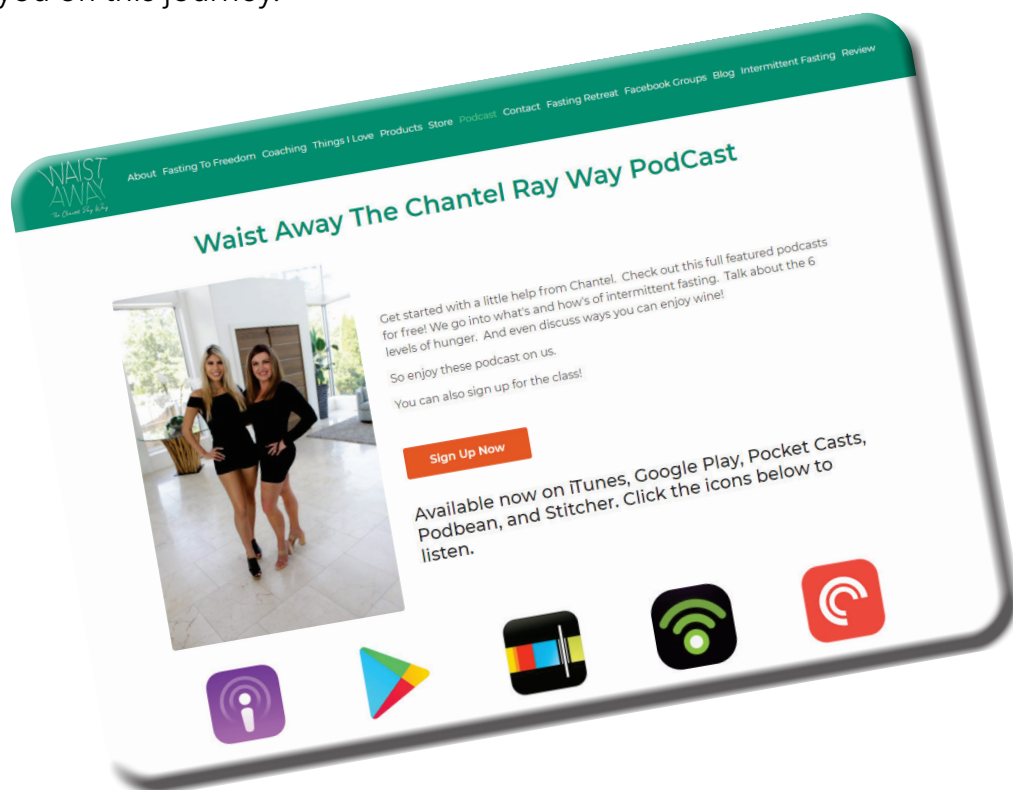 you on this journey.
WAIST
AWAY
The Chantel Ray Way
About Fasting To Freedom Coaching Things I Love Products Store Podcast Contact Fasting Retreat Facebook Groups Blog Intermittent Fasting Review
Waist Away The Chantel Ray Way PodCast
Get started with a little help from Chantel. Check out this full featured podcasts
for free! We go into what's and how's of intermittent fasting. Talk about the 6
levels of hunger. And even discuss ways you can enjoy wine!
So enjoy these podcast on us.
You can also sign up for the class!
Sign Up Now
Available now on iTunes, Google Play, Pocket Casts,
Podbean, and Stitcher. Click the icons below to
listen.